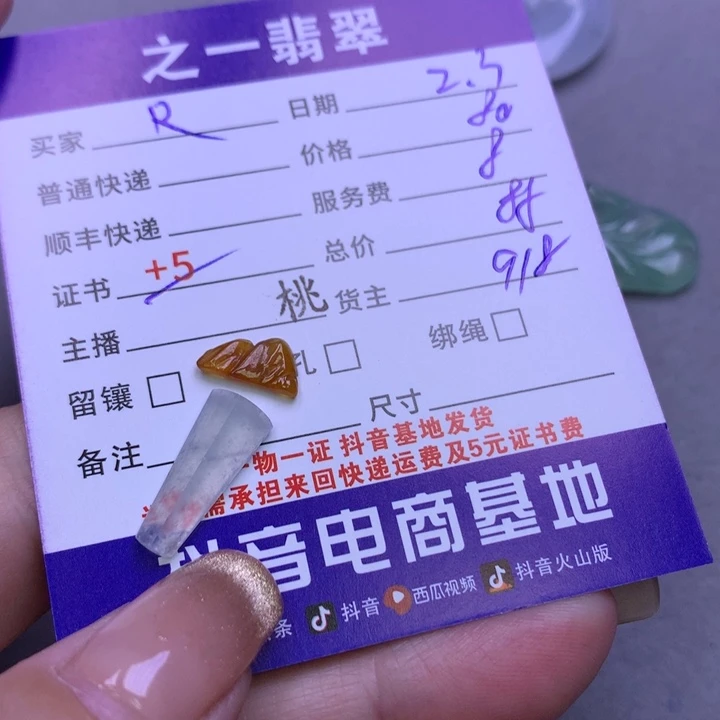 之一翡翠
买家 R 日期 2.5
普通快递 价格 80
顺丰快递 服务费 8
证书 +5 总价 88
主播 桃 货主 918
留镶 孔 绑绳
备注 尺寸
物一证 抖音基地发货
需承担来回快递运费及5元证书费
抖音电商基地
条 抖音 西瓜视频 抖音火山版